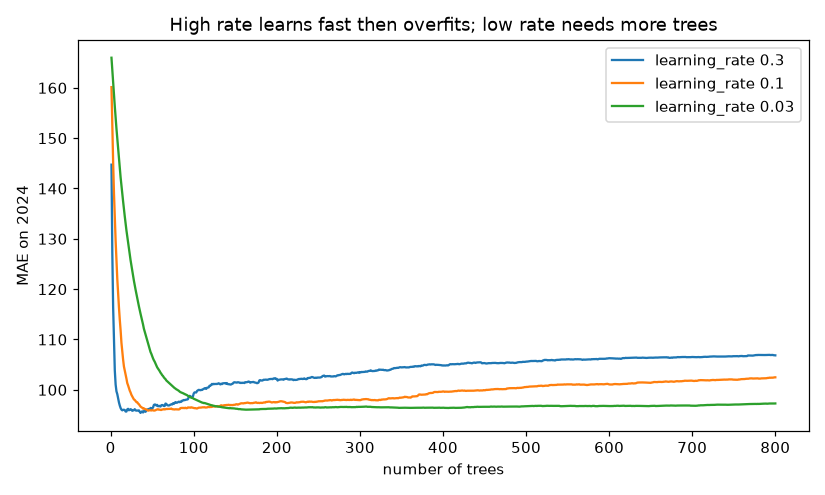 High rate learns fast then overfits; low rate needs more trees
learning_rate 0.3
learning_rate 0.1
learning_rate 0.03
MAE on 2024
160
150
140
130
120
110
100
0 100 200 300 400 500 600 700 800
number of trees